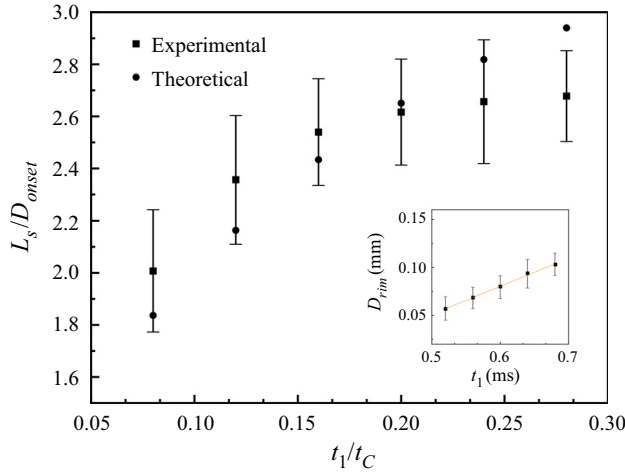 3.0
2.8
2.6
2.4
2.2
2.0
1.8
1.6
L_s/D_onset
Experimental
Theoretical
0.05 0.10 0.15 0.20 0.25 0.30
t_1/t_C
0.15
0.10
0.05
D_rim (mm)
0.5 0.6 0.7
t_1 (ms)